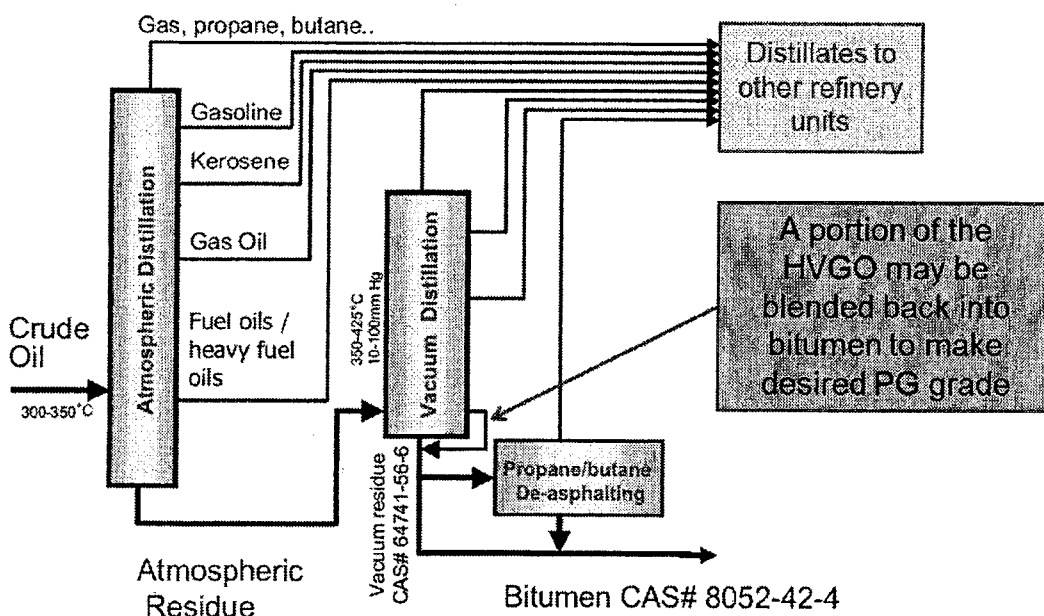 Gas, propane, butane..
Distillates to
other refinery
units
Gasoline
Kerosene
Gas Oil
Fuel oils /
heavy fuel
oils
Atmospheric Distillation
Crude
Oil
300-350°C
Vacuum Distillation
350-425°C
10-100mm Hg
A portion of the
HVGO may be
blended back into
bitumen to make
desired PG grade
Propane/butane
De-asphalting
Vacuum residue
CAS# 64741-56-6
Atmospheric
Residue
Bitumen CAS# 8052-42-4